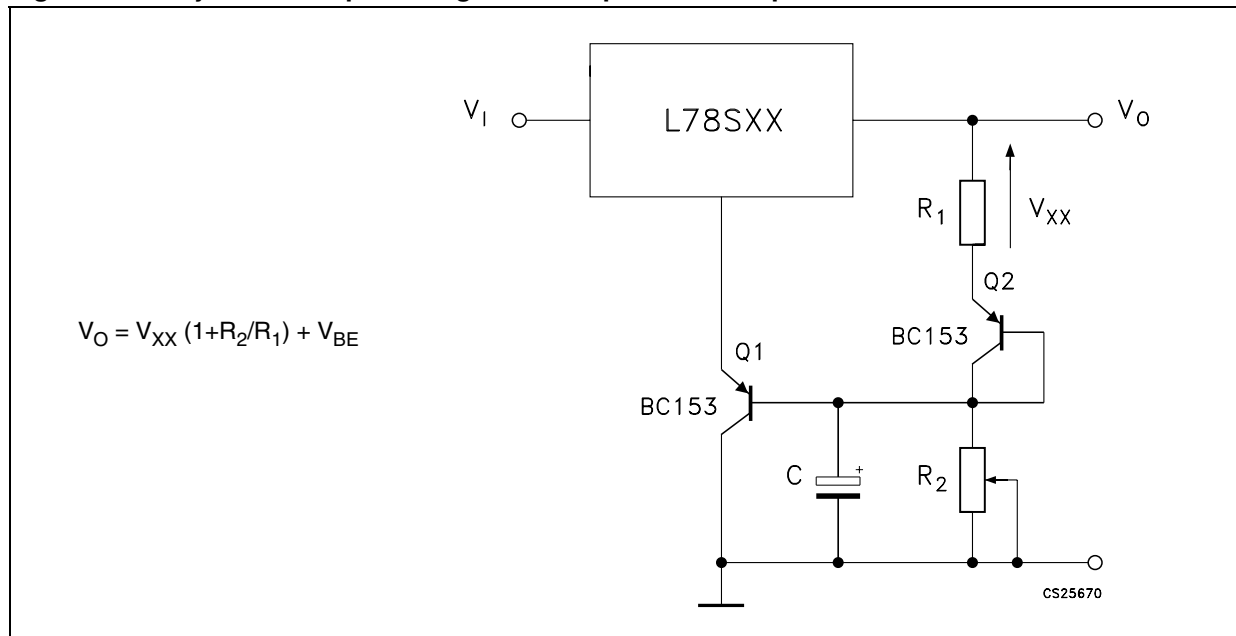 L78SXX
V_I
V_O
R_1
V_XX
Q2
BC153
V_O = V_XX (1+R_2/R_1) + V_BE
Q1
BC153
+
C
R_2
CS25670